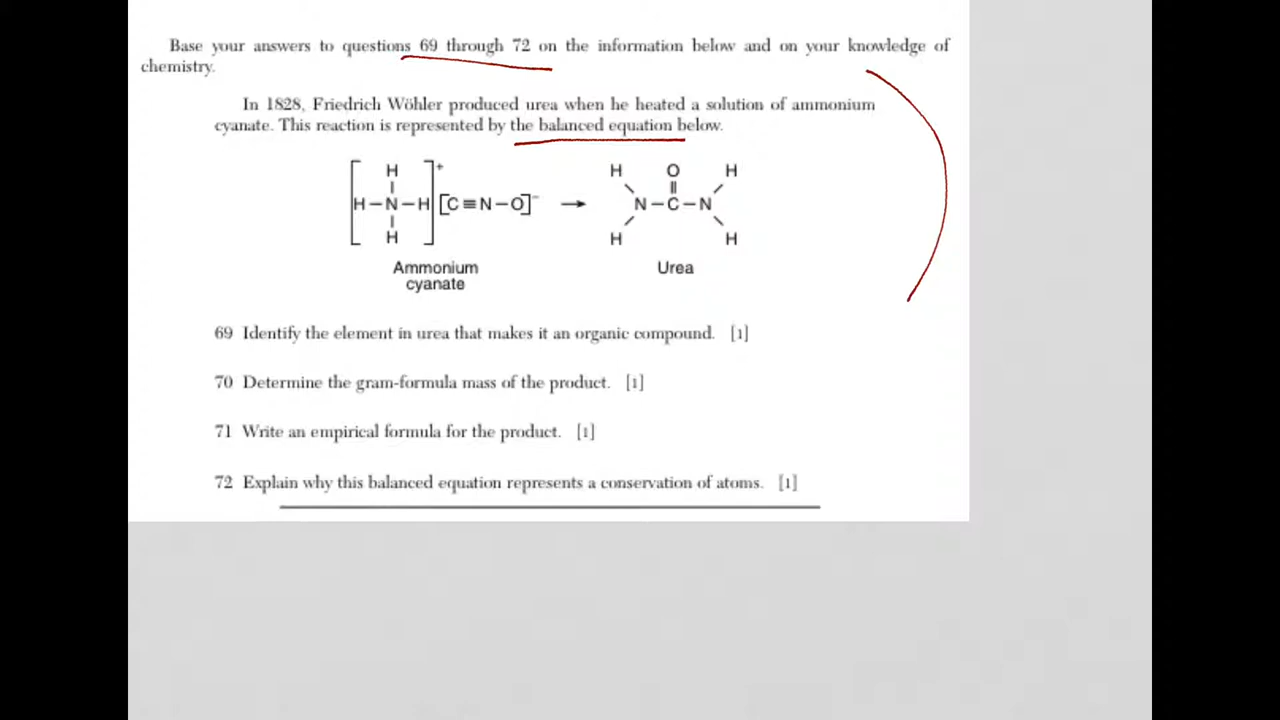 Base your answers to questions 69 through 72 on the information below and on your knowledge of
chemistry.
In 1828, Friedrich Wöhler produced urea when he heated a solution of ammonium
cyanate. This reaction is represented by the balanced equation below.
H + H O H
H–N–H [C≡N–O]⁻ → N–C–N
H H H
Ammonium Urea
cyanate
69 Identify the element in urea that makes it an organic compound. [1]
70 Determine the gram-formula mass of the product. [1]
71 Write an empirical formula for the product. [1]
72 Explain why this balanced equation represents a conservation of atoms. [1]